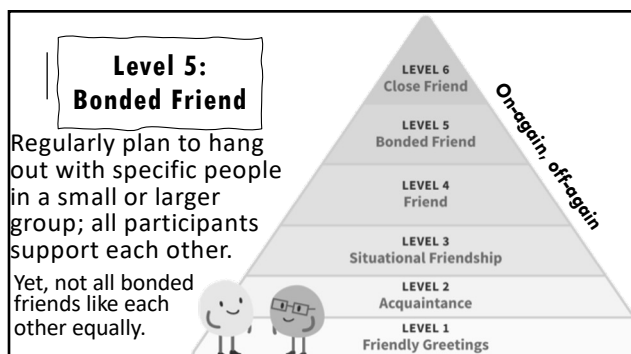 Level 5:
Bonded Friend
Regularly plan to hang
out with specific people
in a small or larger
group; all participants
support each other.
Yet, not all bonded
friends like each
other equally.
LEVEL 6
Close Friend
LEVEL 5
Bonded Friend
LEVEL 4
Friend
LEVEL 3
Situational Friendship
LEVEL 2
Acquaintance
LEVEL 1
Friendly Greetings
On-again, off-again